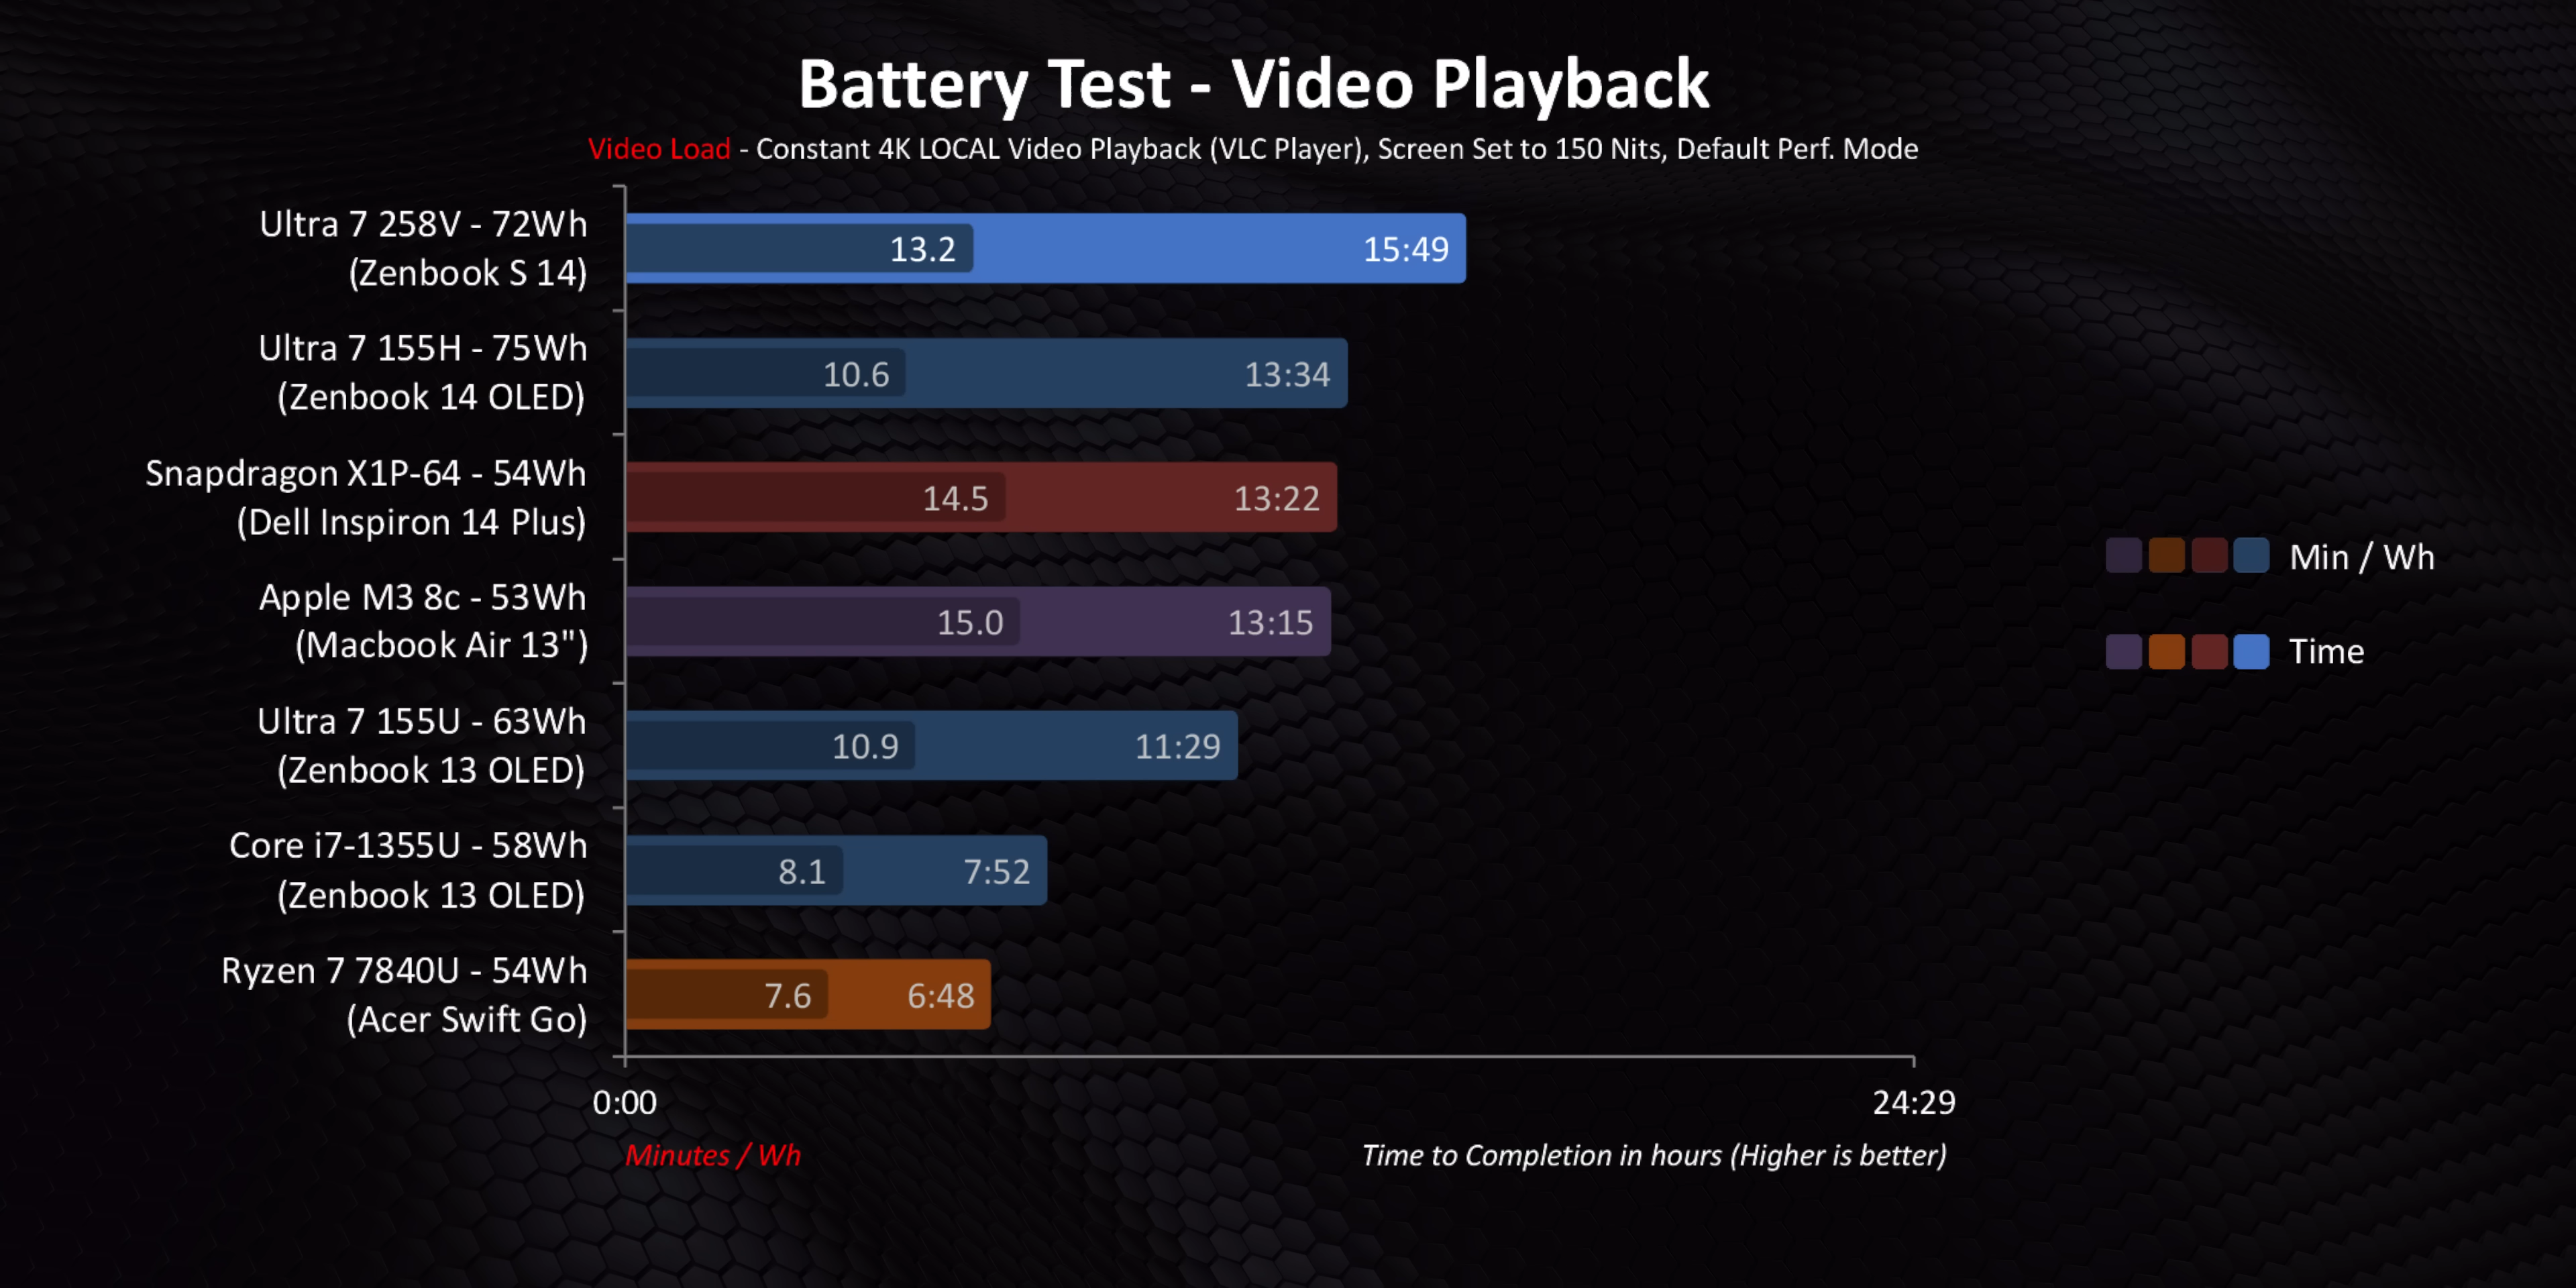 Battery Test - Video Playback
Video Load - Constant 4K LOCAL Video Playback (VLC Player), Screen Set to 150 Nits, Default Perf. Mode
Ultra 7 258V - 72Wh
(Zenbook S 14)
13.2
15:49
Ultra 7 155H - 75Wh
(Zenbook 14 OLED)
10.6
13:34
Snapdragon X1P-64 - 54Wh
(Dell Inspiron 14 Plus)
14.5
13:22
Apple M3 8c - 53Wh
(Macbook Air 13")
15.0
13:15
Ultra 7 155U - 63Wh
(Zenbook 13 OLED)
10.9
11:29
Core i7-1355U - 58Wh
(Zenbook 13 OLED)
8.1
7:52
Ryzen 7 7840U - 54Wh
(Acer Swift Go)
7.6
6:48
Min / Wh
Time
0:00
24:29
Minutes / Wh
Time to Completion in hours (Higher is better)